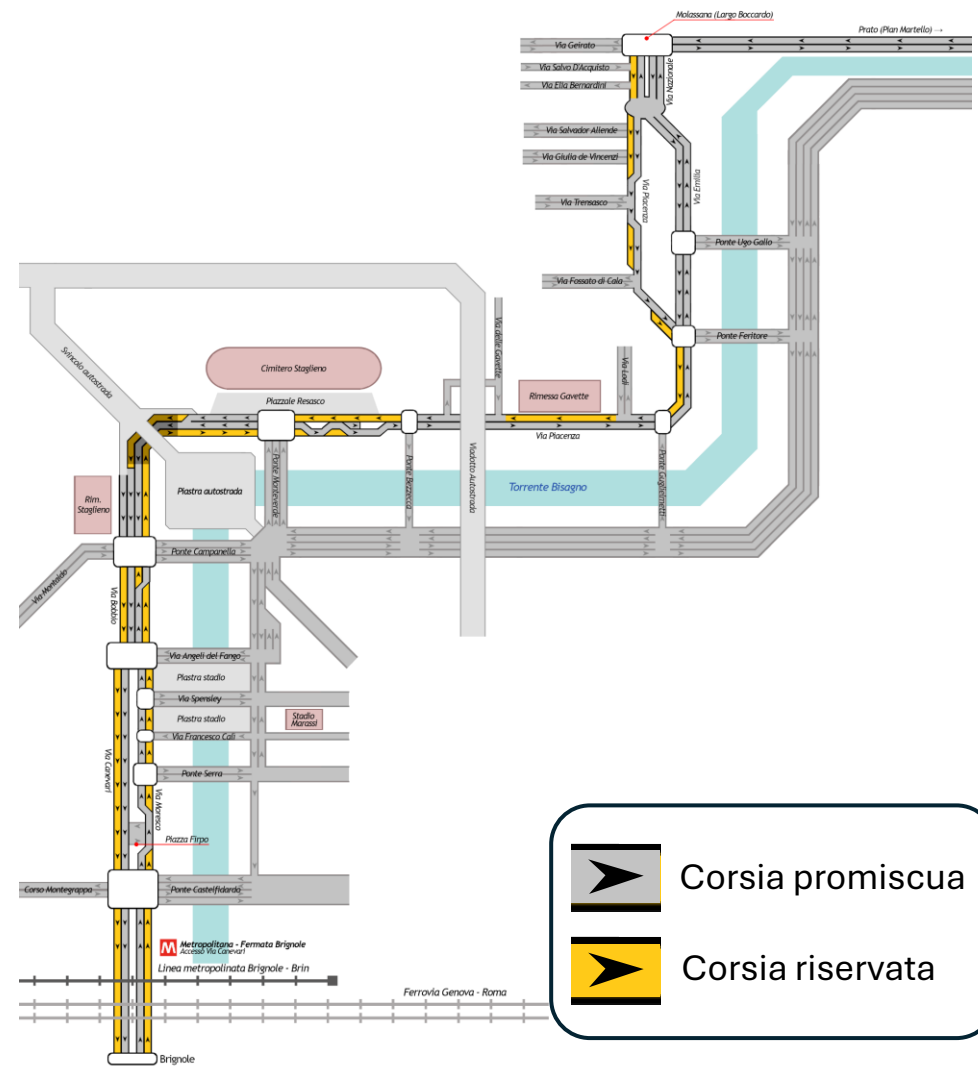 Molassana (Largo Boccardo)
Prato (Pian Martello) →
Via Geirato
Via Salvo D'Acquisto
Via Elia Bernardini
Via Nazionale
Via Salvador Allende
Via Giulia de Vincenzi
Via Trensasco
Via Piacenza
Via Emilia
Ponte Ugo Gallo
Via Fossato di Cala
Ponte Feritore
Svincolo autostrada
Via delle Gavette
Via Lodi
Cimitero Staglieno
Piazzale Resasco
Rimessa Gavette
Via Piacenza
Viadotto Autostrada
Ponte Monteverde
Ponte Bezzecca
Ponte Guglielmetti
Torrente Bisagno
Piastra autostrada
Rim.
Staglieno
Ponte Campanella
Via Montaldo
Via Bobbio
Via Angeli del Fango
Piastra stadio
Via Spensley
Piastra stadio
Stadio
Marassi
Via Francesco Calì
Via Canevari
Ponte Serra
Via Moresco
Piazza Firpo
Corso Montegrappa
Ponte Castelfidardo
M
Metropolitana - Fermata Brignole
Accesso Via Canevari
Linea metropolinata Brignole - Brin
Ferrovia Genova - Roma
Brignole
Corsia promiscua
Corsia riservata